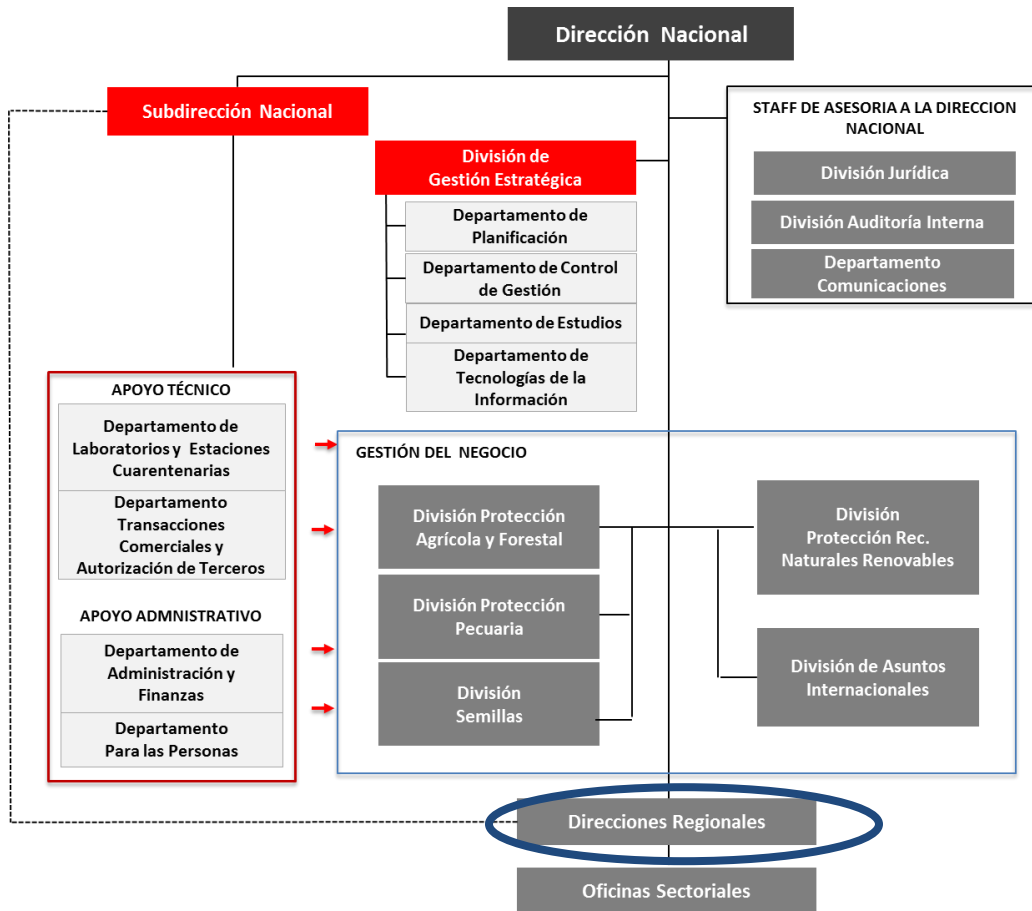 Dirección Nacional
Subdirección Nacional
STAFF DE ASESORIA A LA DIRECCION
NACIONAL
División Jurídica
División Auditoría Interna
Departamento
Comunicaciones
División de
Gestión Estratégica
Departamento de
Planificación
Departamento de Control
de Gestión
Departamento de Estudios
Departamento de
Tecnologías de la
Información
APOYO TÉCNICO
Departamento de
Laboratorios y Estaciones
Cuarentenarias
Departamento
Transacciones
Comerciales y
Autorización de Terceros
APOYO ADMNISTRATIVO
Departamento de
Administración y
Finanzas
Departamento
Para las Personas
GESTIÓN DEL NEGOCIO
División Protección
Agrícola y Forestal
División Protección
Pecuaria
División
Semillas
División
Protección Rec.
Naturales Renovables
División de Asuntos
Internacionales
Direcciones Regionales
Oficinas Sectoriales